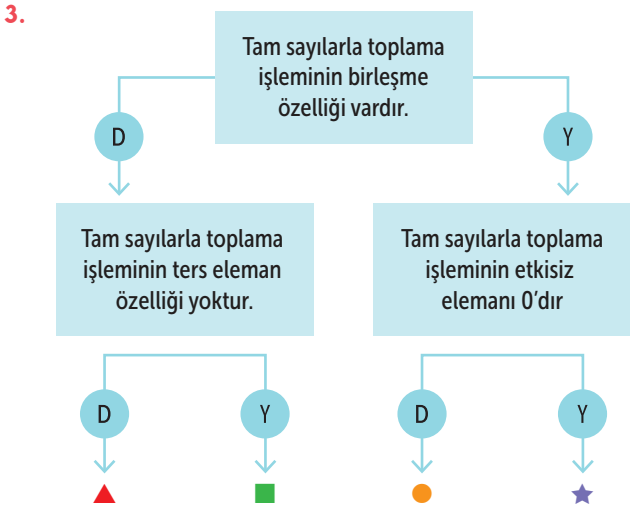 3.
Tam sayılarla toplama
işleminin birleşme
özelliği vardır.
D
Y
Tam sayılarla toplama
işleminin ters eleman
özelliği yoktur.
Tam sayılarla toplama
işleminin etkisiz
elemanı 0'dır
D
Y
D
Y